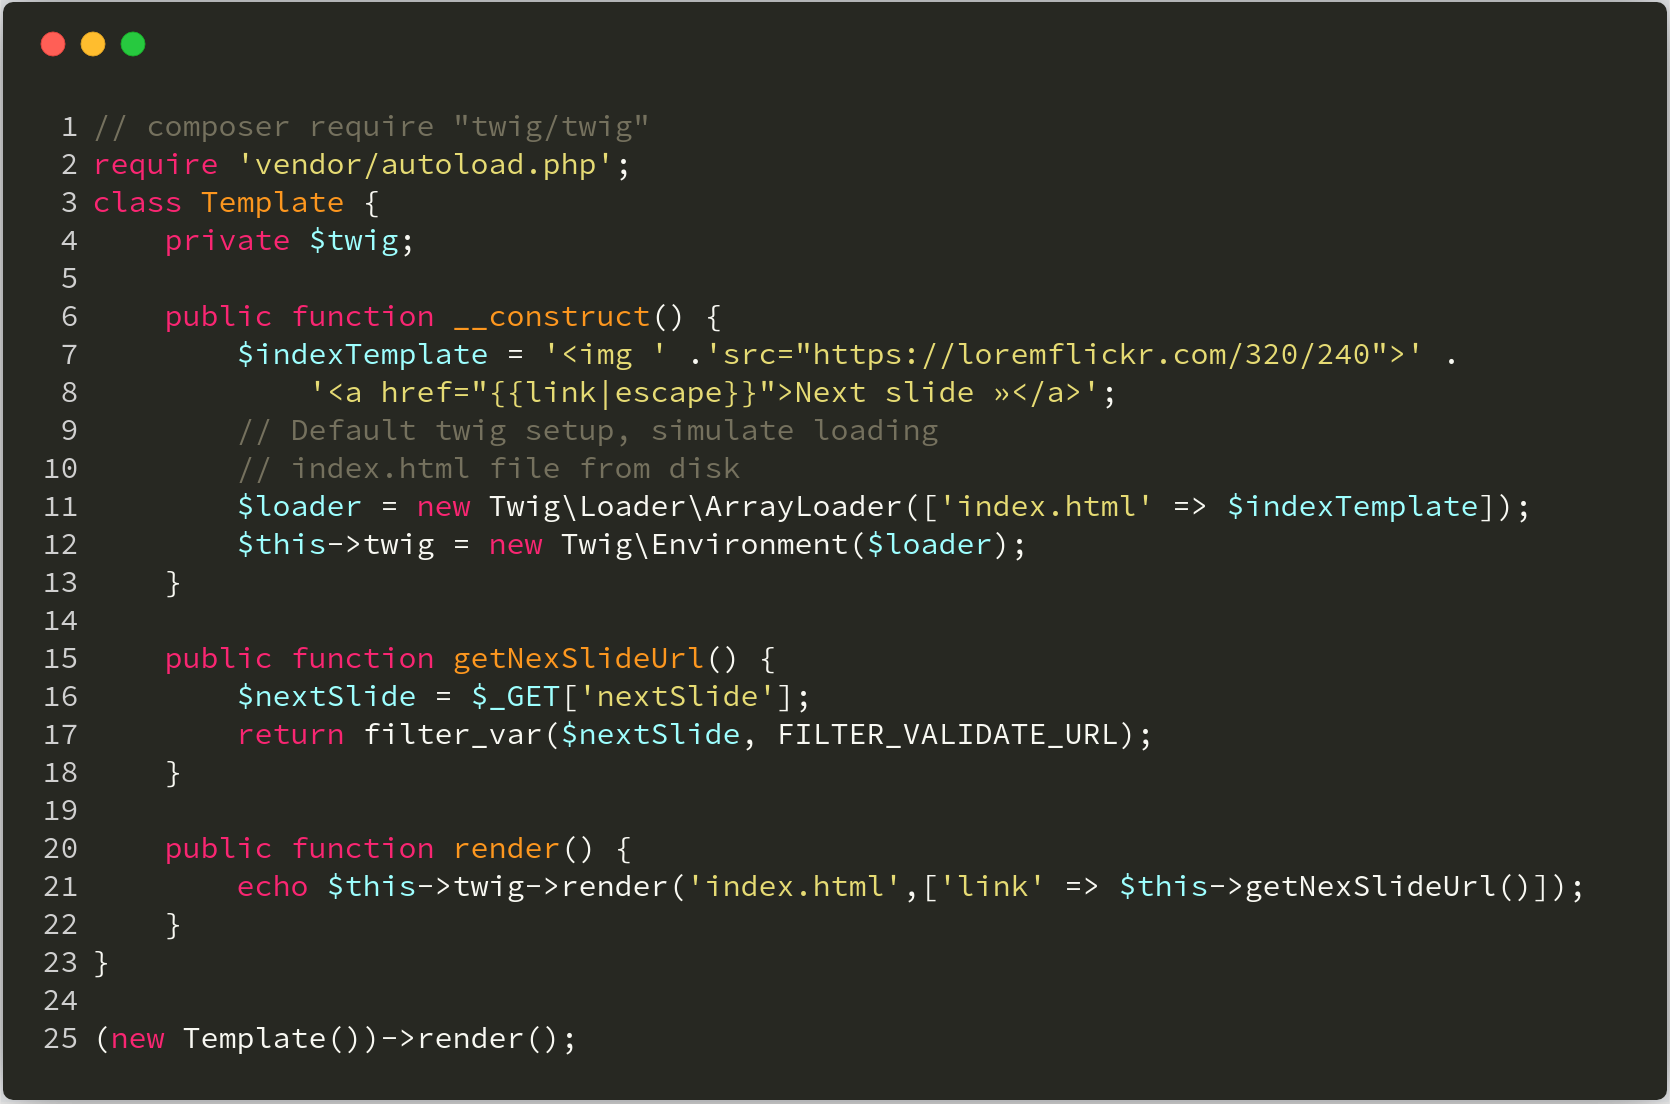 1 // composer require "twig/twig"
2 require 'vendor/autoload.php';
3 class Template {
4     private $twig;
5
6     public function __construct() {
7         $indexTemplate = '<img ' .'src="https://loremflickr.com/320/240">' .
8             '<a href="{{link|escape}}">Next slide »</a>';
9         // Default twig setup, simulate loading
10         // index.html file from disk
11         $loader = new Twig\Loader\ArrayLoader(['index.html' => $indexTemplate]);
12         $this->twig = new Twig\Environment($loader);
13     }
14
15     public function getNexSlideUrl() {
16         $nextSlide = $_GET['nextSlide'];
17         return filter_var($nextSlide, FILTER_VALIDATE_URL);
18     }
19
20     public function render() {
21         echo $this->twig->render('index.html',['link' => $this->getNexSlideUrl()]);
22     }
23 }
24
25 (new Template())->render();